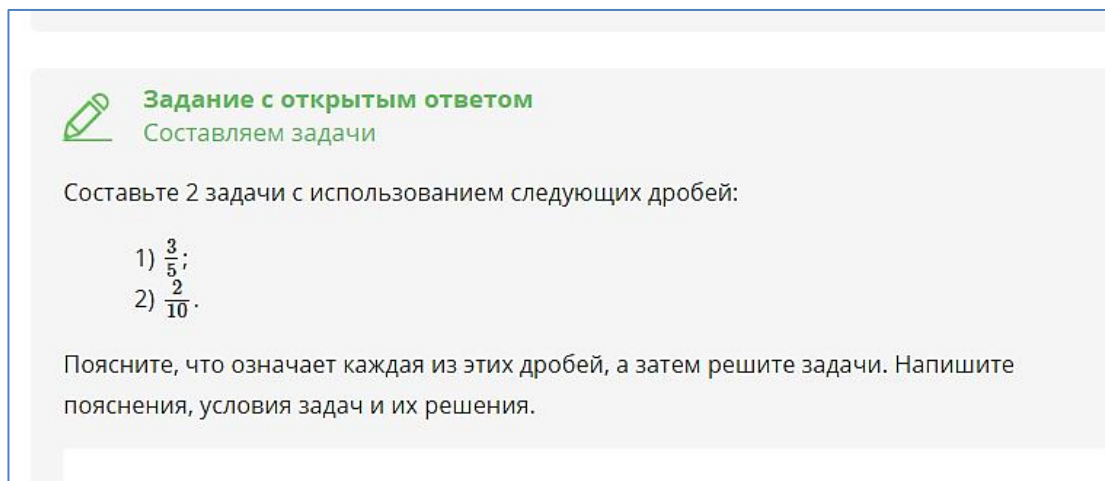 Задание с открытым ответом
Составляем задачи
Составьте 2 задачи с использованием следующих дробей:
1) 3/5;
2) 2/10.
Поясните, что означает каждая из этих дробей, а затем решите задачи. Напишите
пояснения, условия задач и их решения.